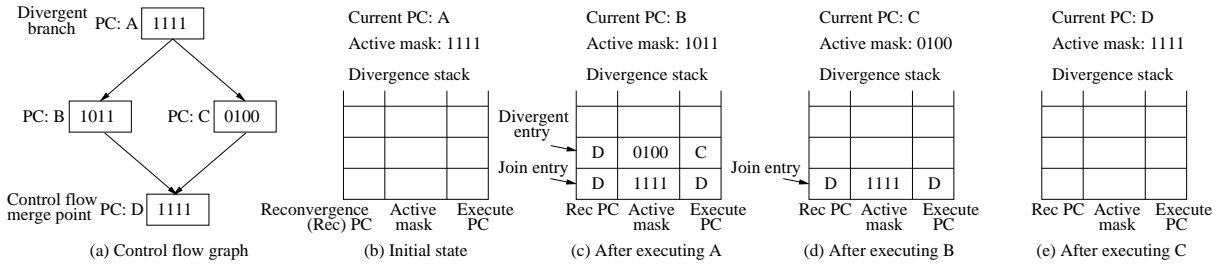 Divergent branch
PC: A
1111
PC: B
1011
PC: C
0100
Control flow merge point
PC: D
1111
(a) Control flow graph
Current PC: A
Active mask: 1111
Divergence stack
Reconvergence (Rec) PC
Active mask
Execute PC
(b) Initial state
Current PC: B
Active mask: 1011
Divergence stack
Divergent entry
D 0100 C
Join entry
D 1111 D
Rec PC
Active mask
Execute PC
(c) After executing A
Current PC: C
Active mask: 0100
Divergence stack
Join entry
D 1111 D
Rec PC
Active mask
Execute PC
(d) After executing B
Current PC: D
Active mask: 1111
Divergence stack
Rec PC
Active mask
Execute PC
(e) After executing C